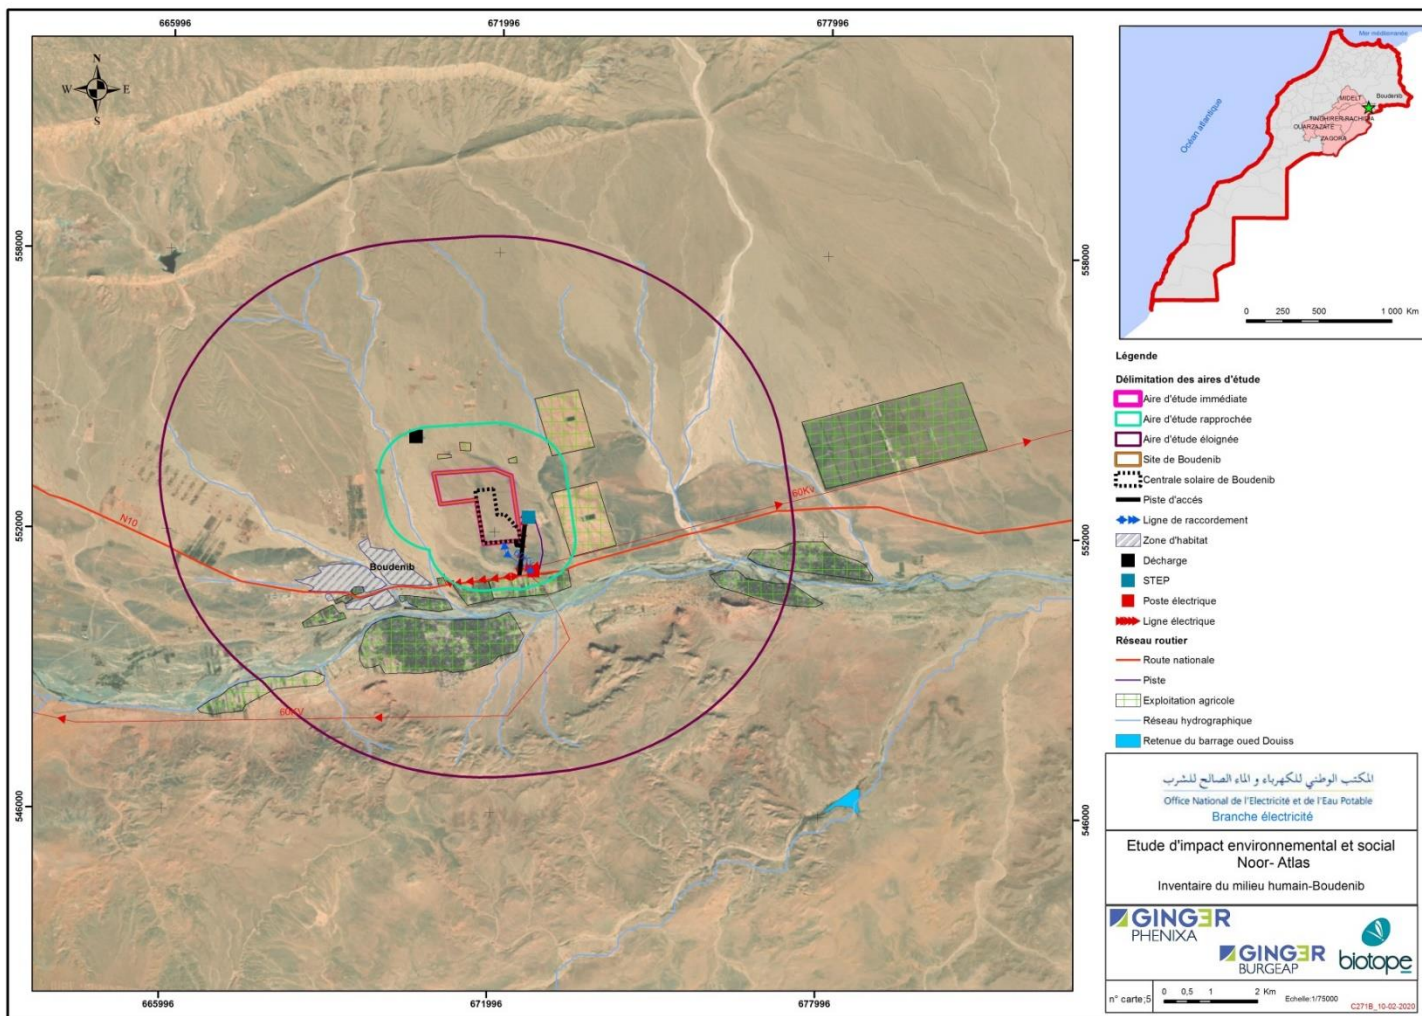 665996
671996
677996
N
W
E
S
558000
558000
552000
552000
546000
546000
N10
Boudenib
60Kv
60KV
665996
671996
677996
Mer méditerranée
Océan atlantique
Boudenib
MIDELT
OUARZAZATE
ZAGORA
0 250 500 1 000 Km
Légende
Délimitation des aires d'étude
Aire d'étude immédiate
Aire d'étude rapprochée
Aire d'étude éloignée
Site de Boudenib
Centrale solaire de Boudenib
Piste d'accés
Ligne de raccordement
Zone d'habitat
Décharge
STEP
Poste électrique
Ligne électrique
Réseau routier
Route nationale
Piste
Exploitation agricole
Réseau hydrographique
Retenue du barrage oued Douiss
المكتب الوطني للكهرباء و الماء الصالح للشرب
Office National de l'Electricité et de l'Eau Potable
Branche électricité
Etude d'impact environnemental et social
Noor- Atlas
Inventaire du milieu humain-Boudenib
GINGER
PHENIXA
GINGER
BURGEAP
biotope
n° carte;5
0 0,5 1 2 Km
Echelle:1/75000
C271B_10-02-2020